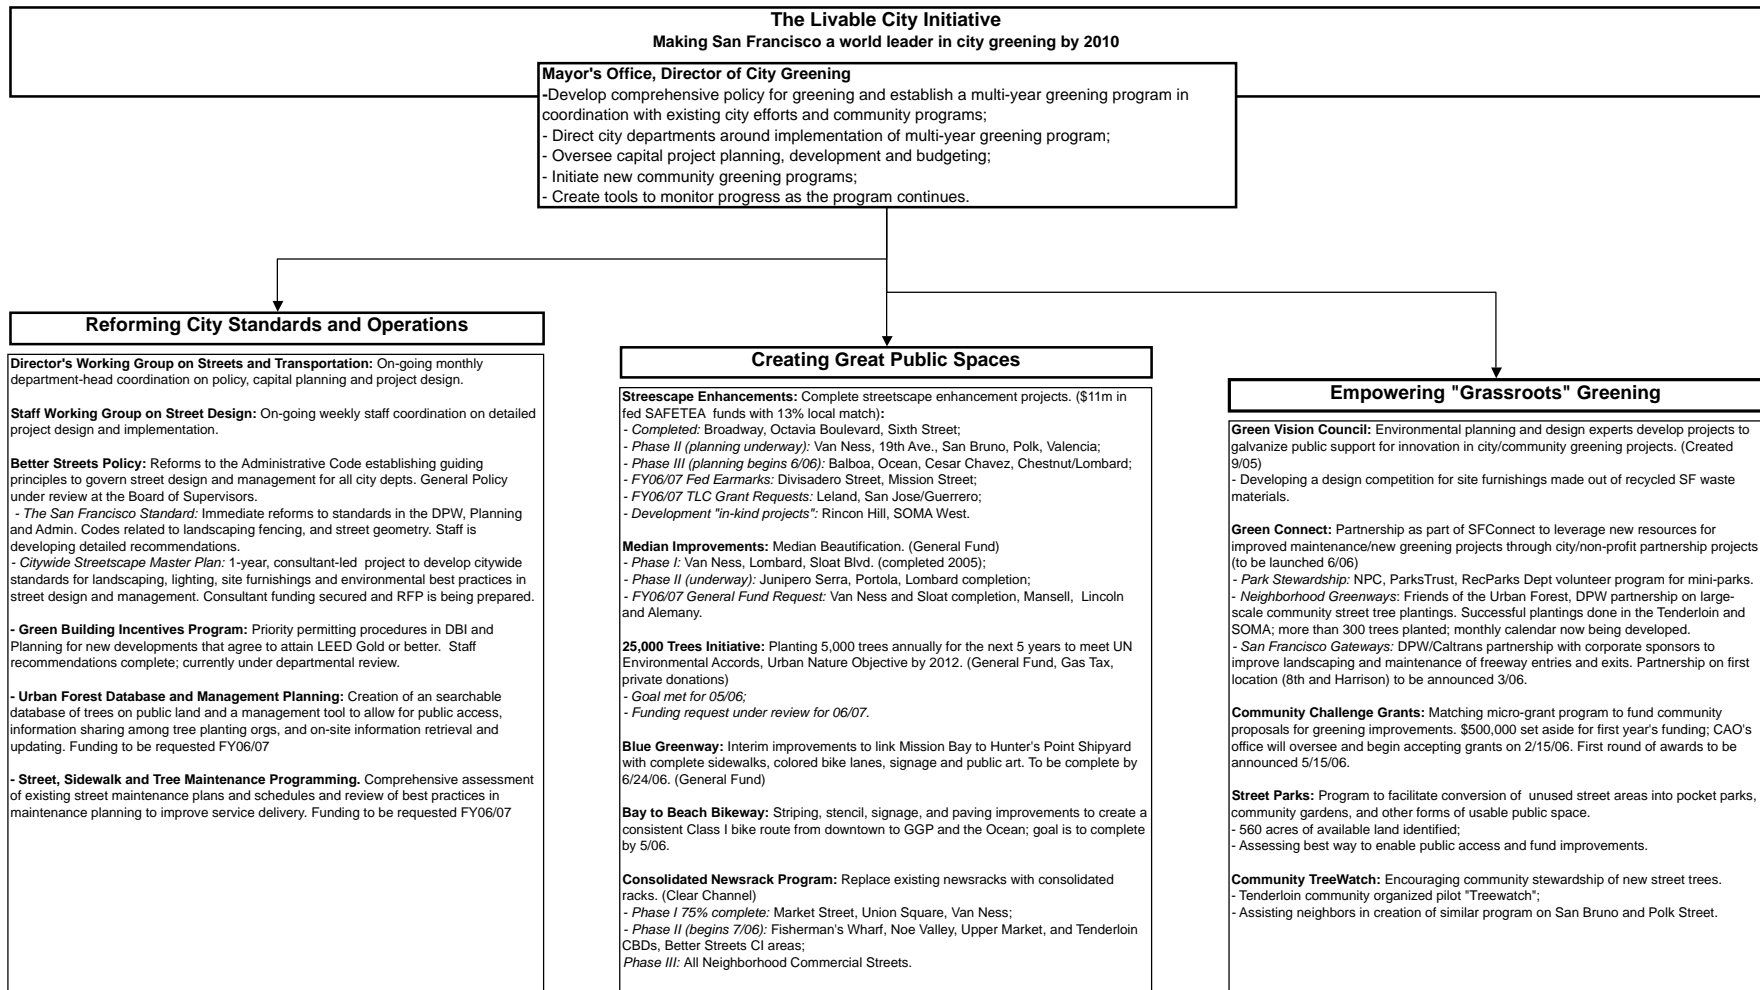 The Livable City Initiative
Making San Francisco a world leader in city greening by 2010
Mayor's Office, Director of City Greening
-Develop comprehensive policy for greening and establish a multi-year greening program in
coordination with existing city efforts and community programs;
- Direct city departments around implementation of multi-year greening program;
- Oversee capital project planning, development and budgeting;
- Initiate new community greening programs;
- Create tools to monitor progress as the program continues.
Reforming City Standards and Operations
Director's Working Group on Streets and Transportation: On-going monthly
department-head coordination on policy, capital planning and project design.
Staff Working Group on Street Design: On-going weekly staff coordination on detailed
project design and implementation.
Better Streets Policy: Reforms to the Administrative Code establishing guiding
principles to govern street design and management for all city depts. General Policy
under review at the Board of Supervisors.
- The San Francisco Standard: Immediate reforms to standards in the DPW, Planning
and Admin. Codes related to landscaping fencing, and street geometry. Staff is
developing detailed recommendations.
- Citywide Streetscape Master Plan: 1-year, consultant-led project to develop citywide
standards for landscaping, lighting, site furnishings and environmental best practices in
street design and management. Consultant funding secured and RFP is being prepared.
- Green Building Incentives Program: Priority permitting procedures in DBI and
Planning for new developments that agree to attain LEED Gold or better. Staff
recommendations complete; currently under departmental review.
- Urban Forest Database and Management Planning: Creation of an searchable
database of trees on public land and a management tool to allow for public access,
information sharing among tree planting orgs, and on-site information retrieval and
updating. Funding to be requested FY06/07
- Street, Sidewalk and Tree Maintenance Programming. Comprehensive assessment
of existing street maintenance plans and schedules and review of best practices in
maintenance planning to improve service delivery. Funding to be requested FY06/07
Creating Great Public Spaces
Streescape Enhancements: Complete streetscape enhancement projects. ($11m in
fed SAFETEA funds with 13% local match):
- Completed: Broadway, Octavia Boulevard, Sixth Street;
- Phase II (planning underway): Van Ness, 19th Ave., San Bruno, Polk, Valencia;
- Phase III (planning begins 6/06): Balboa, Ocean, Cesar Chavez, Chestnut/Lombard;
- FY06/07 Fed Earmarks: Divisadero Street, Mission Street;
- FY06/07 TLC Grant Requests: Leland, San Jose/Guerrero;
- Development "in-kind projects": Rincon Hill, SOMA West.
Median Improvements: Median Beautification. (General Fund)
- Phase I: Van Ness, Lombard, Sloat Blvd. (completed 2005);
- Phase II (underway): Junipero Serra, Portola, Lombard completion;
- FY06/07 General Fund Request: Van Ness and Sloat completion, Mansell, Lincoln
and Alemany.
25,000 Trees Initiative: Planting 5,000 trees annually for the next 5 years to meet UN
Environmental Accords, Urban Nature Objective by 2012. (General Fund, Gas Tax,
private donations)
- Goal met for 05/06;
- Funding request under review for 06/07.
Blue Greenway: Interim improvements to link Mission Bay to Hunter's Point Shipyard
with complete sidewalks, colored bike lanes, signage and public art. To be complete by
6/24/06. (General Fund)
Bay to Beach Bikeway: Striping, stencil, signage, and paving improvements to create a
consistent Class I bike route from downtown to GGP and the Ocean; goal is to complete
by 5/06.
Consolidated Newsrack Program: Replace existing newsracks with consolidated
racks. (Clear Channel)
- Phase I 75% complete: Market Street, Union Square, Van Ness;
- Phase II (begins 7/06): Fisherman's Wharf, Noe Valley, Upper Market, and Tenderloin
CBDs, Better Streets CI areas;
Phase III: All Neighborhood Commercial Streets.
Empowering "Grassroots" Greening
Green Vision Council: Environmental planning and design experts develop projects to
galvanize public support for innovation in city/community greening projects. (Created
9/05)
- Developing a design competition for site furnishings made out of recycled SF waste
materials.
Green Connect: Partnership as part of SFConnect to leverage new resources for
improved maintenance/new greening projects through city/non-profit partnership projects
(to be launched 6/06)
- Park Stewardship: NPC, ParksTrust, RecParks Dept volunteer program for mini-parks.
- Neighborhood Greenways: Friends of the Urban Forest, DPW partnership on large-
scale community street tree plantings. Successful plantings done in the Tenderloin and
SOMA; more than 300 trees planted; monthly calendar now being developed.
- San Francisco Gateways: DPW/Caltrans partnership with corporate sponsors to
improve landscaping and maintenance of freeway entries and exits. Partnership on first
location (8th and Harrison) to be announced 3/06.
Community Challenge Grants: Matching micro-grant program to fund community
proposals for greening improvements. $500,000 set aside for first year's funding; CAO's
office will oversee and begin accepting grants on 2/15/06. First round of awards to be
announced 5/15/06.
Street Parks: Program to facilitate conversion of unused street areas into pocket parks,
community gardens, and other forms of usable public space.
- 560 acres of available land identified;
- Assessing best way to enable public access and fund improvements.
Community TreeWatch: Encouraging community stewardship of new street trees.
- Tenderloin community organized pilot "Treewatch";
- Assisting neighbors in creation of similar program on San Bruno and Polk Street.